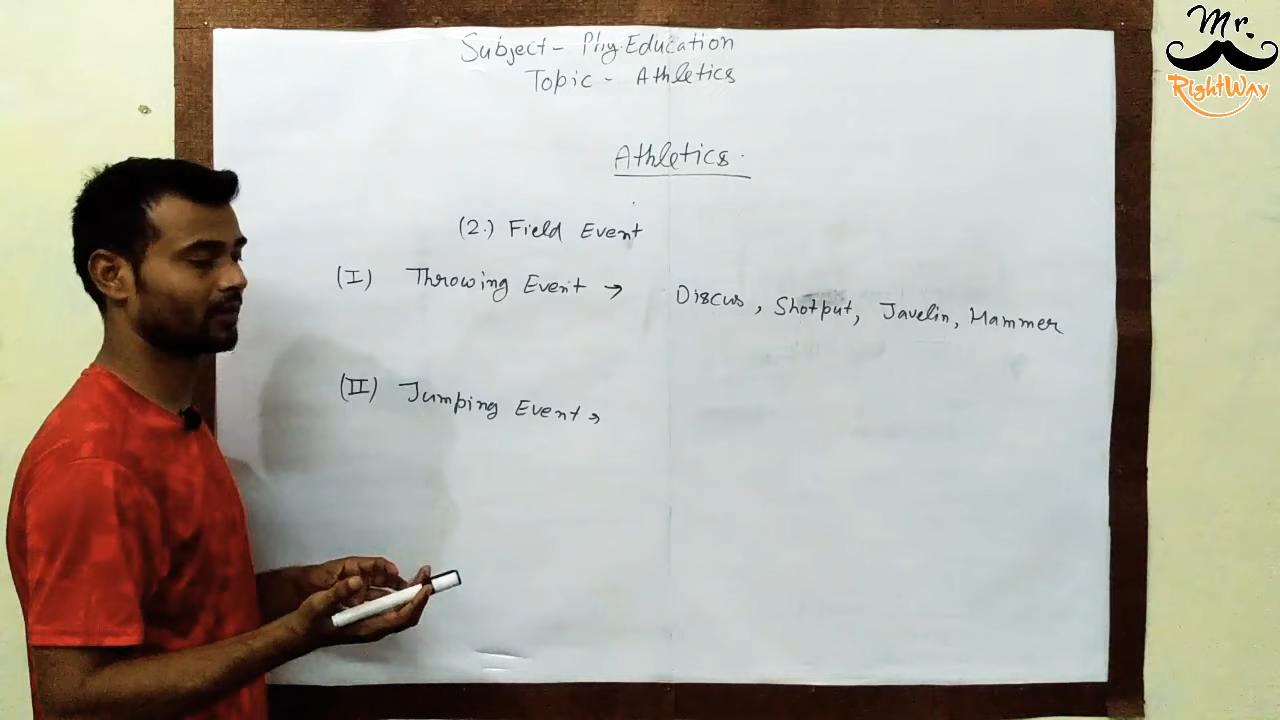 Mr.
RightWay
Subject - Phy. Education
Topic - Athletics
Athletics.
(2.) Field Event
(I) Throwing Event → Discus, Shotput, Javelin, Hammer
(II) Jumping Event →